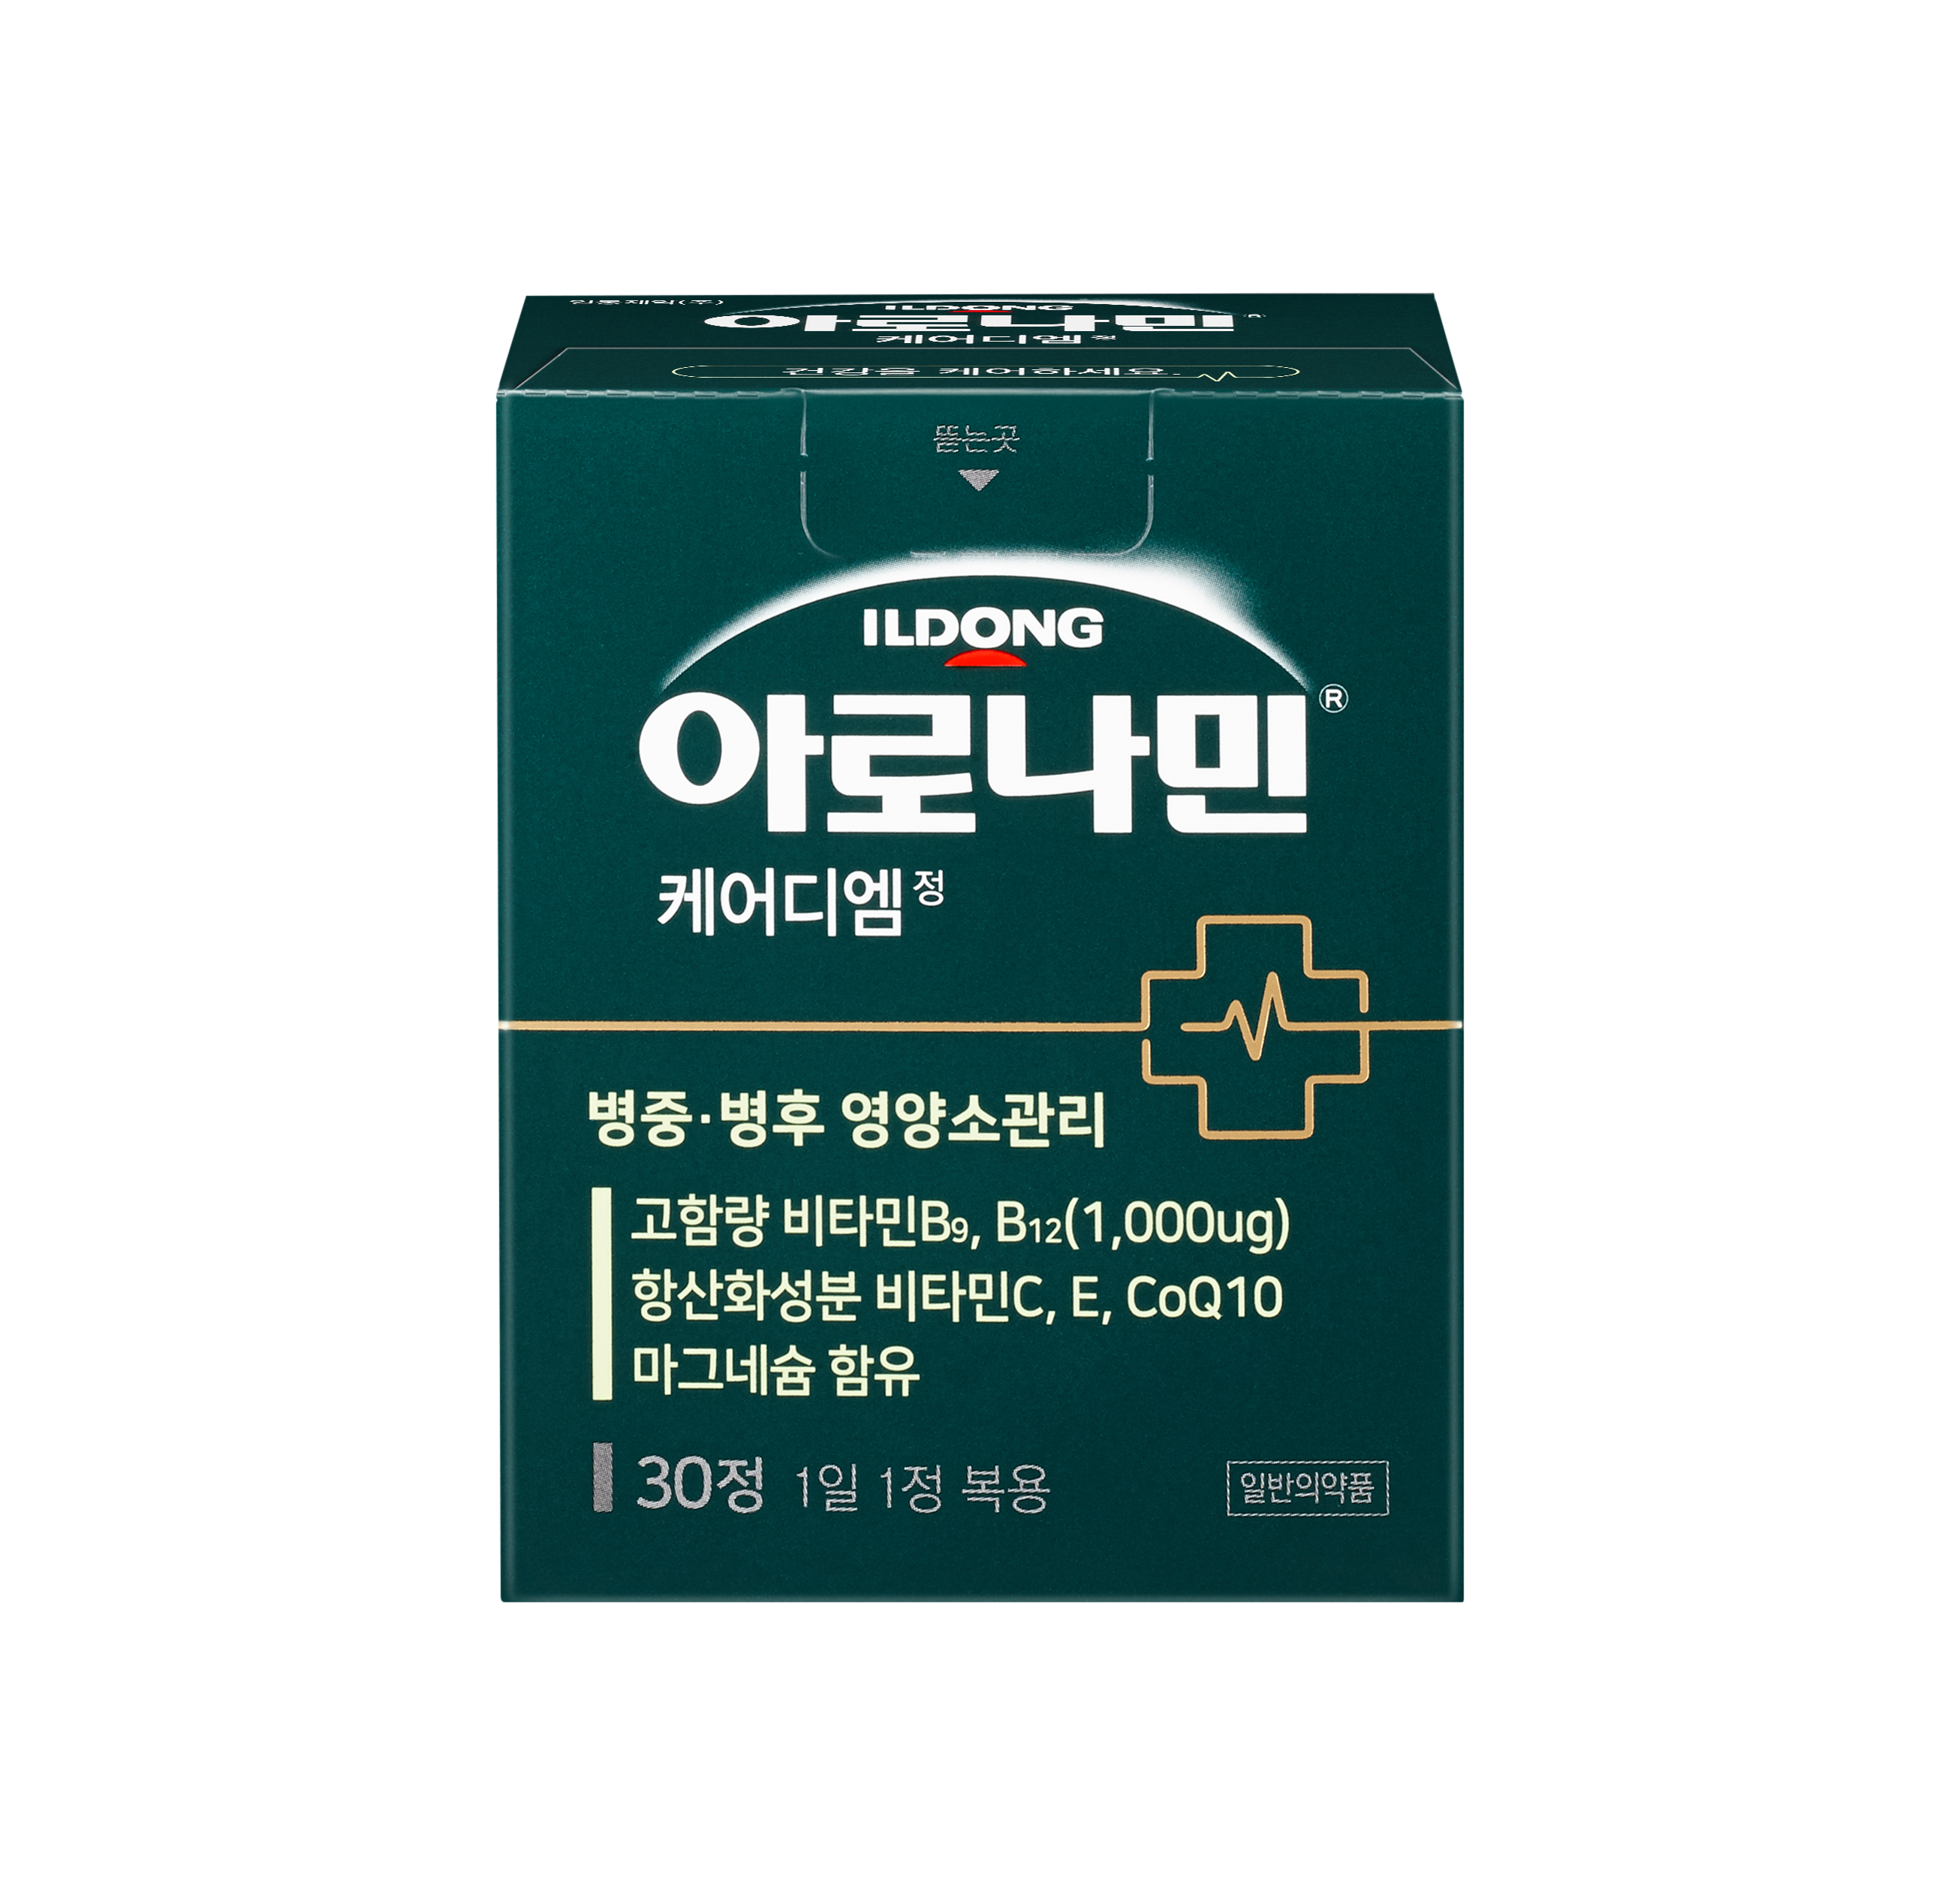 일동제약(주)
ILDONG
아로나민®
케어디엠정
건강을 케어하세요
뜯는곳
ILDONG
아로나민®
케어디엠정
병중·병후 영양소관리
고함량 비타민B₉, B₁₂(1,000ug)
항산화성분 비타민C, E, CoQ10
마그네슘 함유
30정 1일 1정 복용
일반의약품